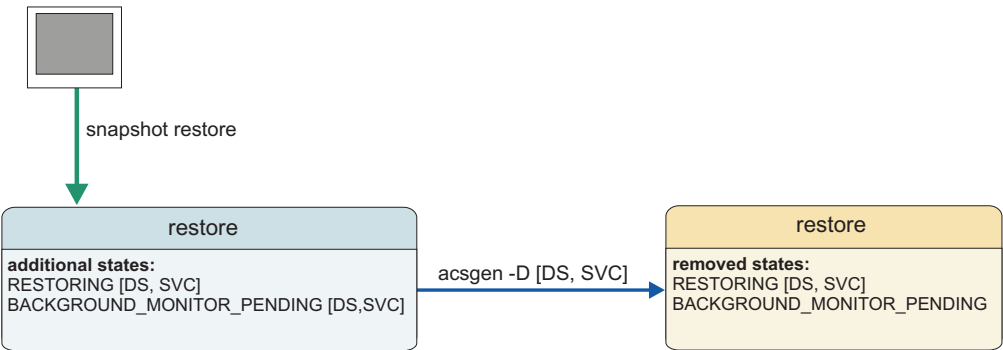 snapshot restore
restore
additional states:
RESTORING [DS, SVC]
BACKGROUND_MONITOR_PENDING [DS,SVC]
acsgen -D [DS, SVC]
restore
removed states:
RESTORING [DS, SVC]
BACKGROUND_MONITOR_PENDING